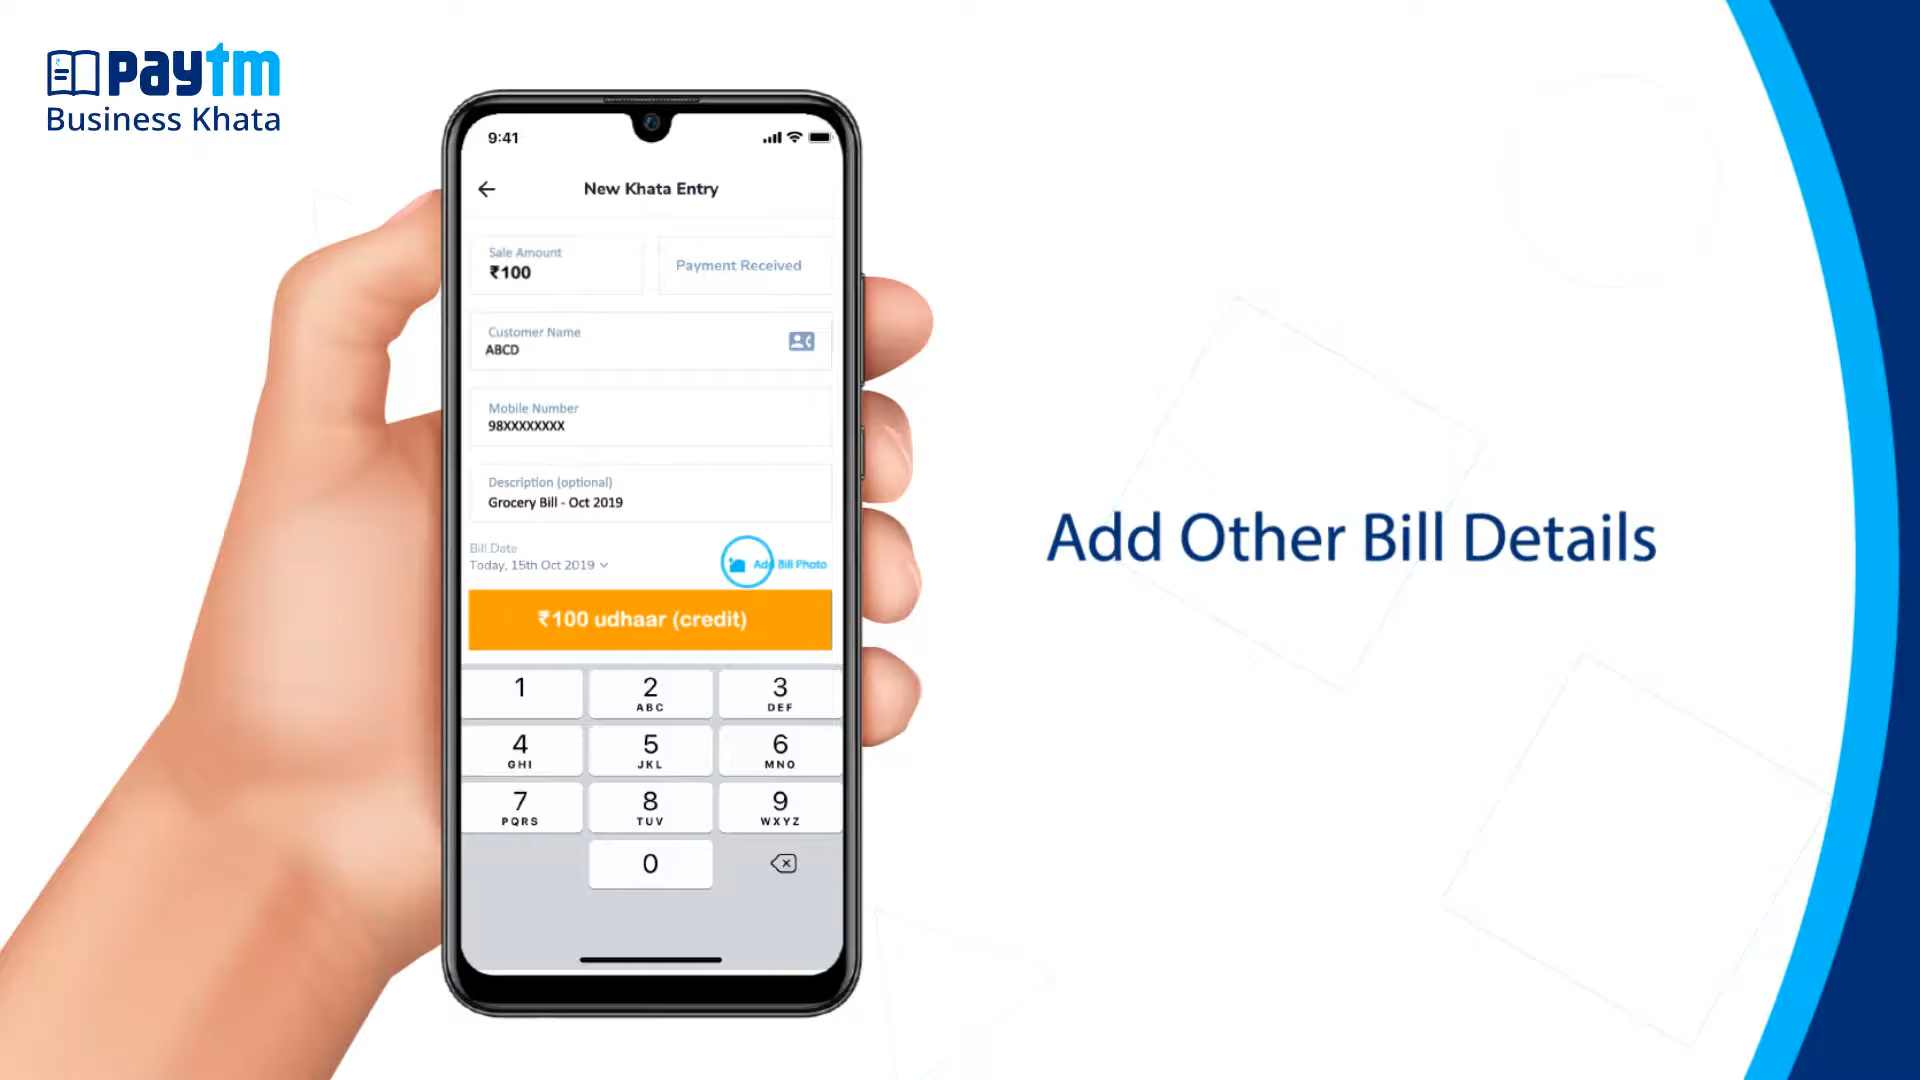 paytm
Business Khata
9:41
New Khata Entry
Sale Amount
₹100
Payment Received
Customer Name
ABCD
Mobile Number
98XXXXXXXX
Description (optional)
Grocery Bill - Oct 2019
Bill Date
Today, 15th Oct 2019
Add Bill Photo
₹100 udhaar (credit)
1
2
ABC
3
DEF
4
GHI
5
JKL
6
MNO
7
PQRS
8
TUV
9
WXYZ
0
Add Other Bill Details